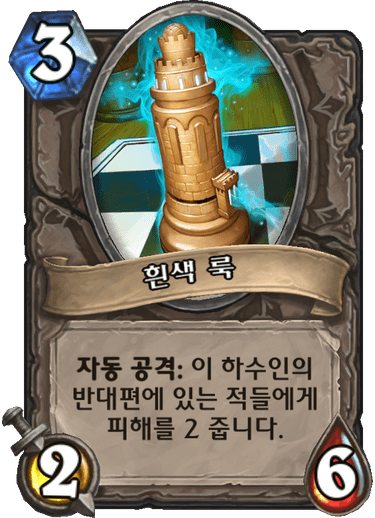 3
흰색 룩
자동 공격: 이 하수인의
반대편에 있는 적들에게
피해를 2 줍니다.
2
6